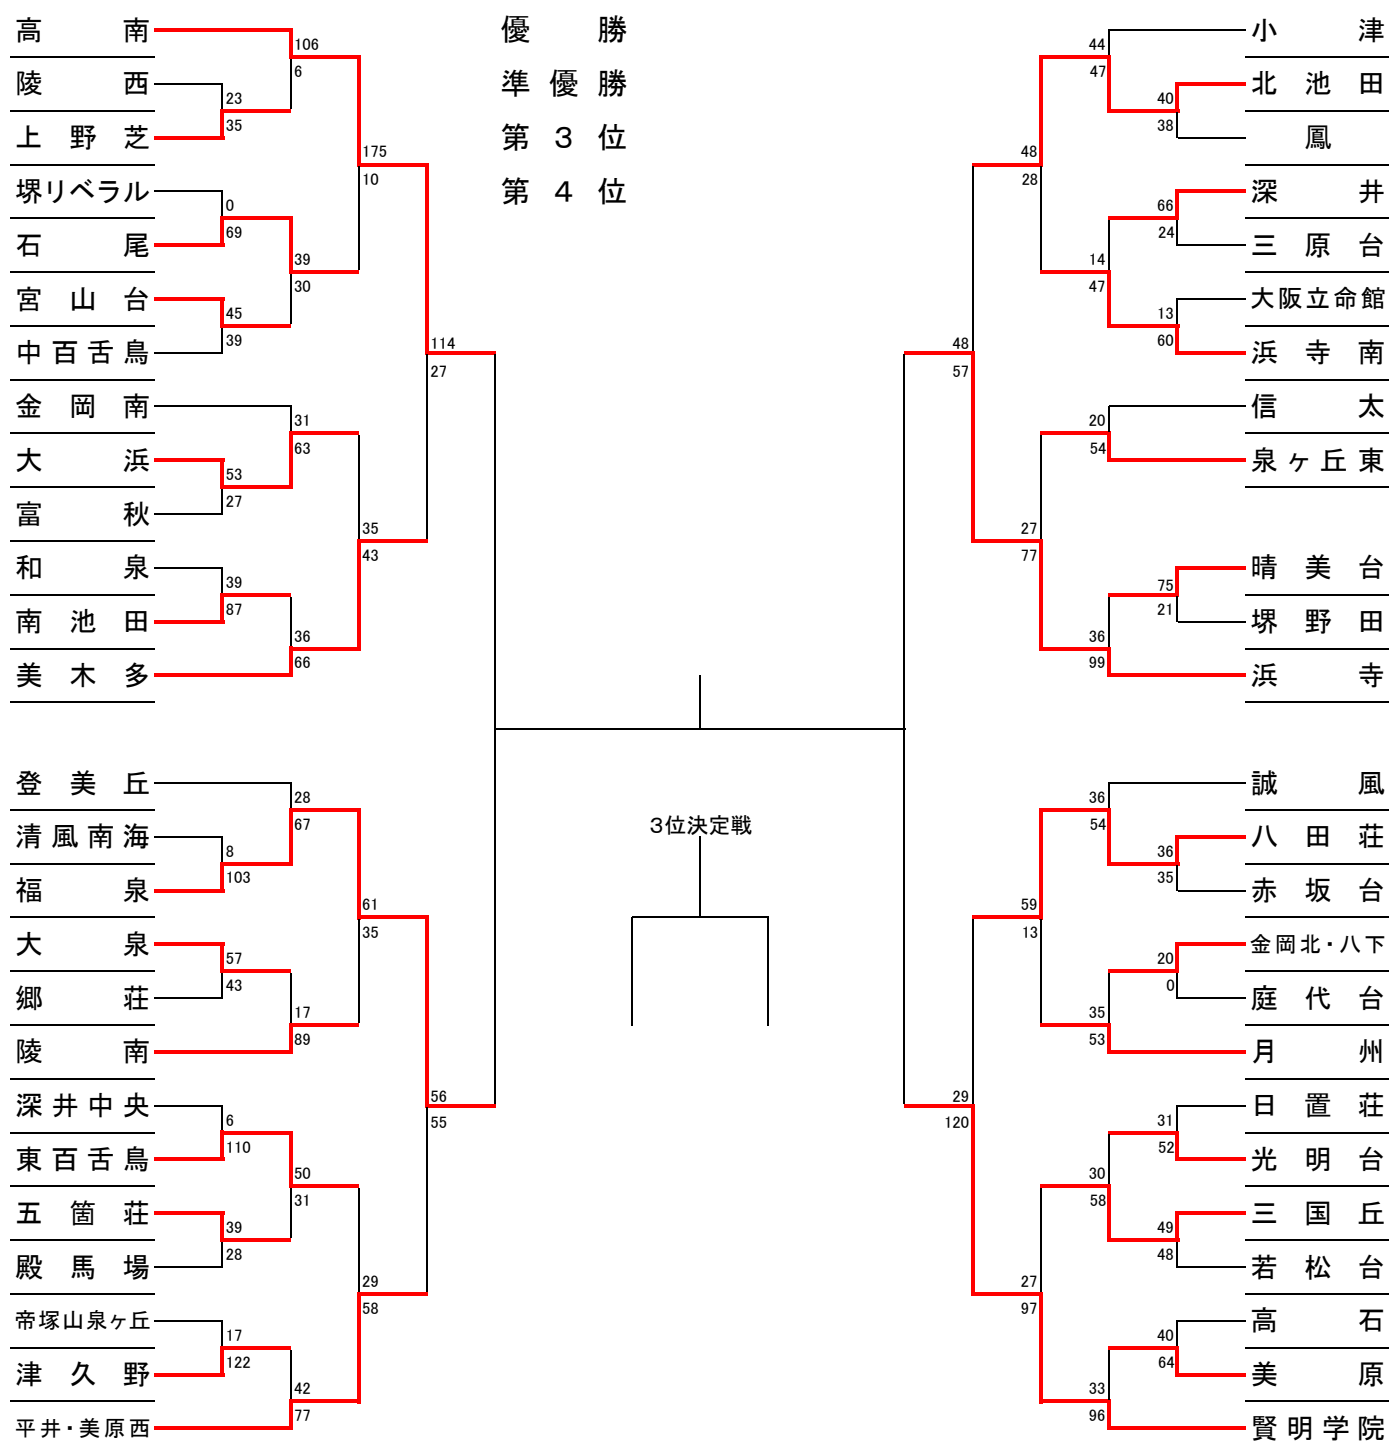 優勝
準優勝
第3位
第4位
高南
陵西
上野芝
堺リベラル
石尾
宮山台
中百舌鳥
金岡南
大浜
富秋
和泉
南池田
美木多
登美丘
清風南海
福泉
大泉
郷荘
陵南
深井中央
東百舌鳥
五箇荘
殿馬場
帝塚山泉ヶ丘
津久野
平井・美原西
23
35
0
69
45
39
53
27
39
87
8
103
57
43
6
110
39
28
17
122
106
6
39
30
31
63
36
66
28
67
17
89
50
31
42
77
175
10
35
43
61
35
29
58
114
27
56
55
3位決定戦
48
57
29
120
48
28
27
77
59
13
27
97
44
47
14
47
20
54
36
99
36
54
35
53
30
58
33
96
40
38
66
24
13
60
75
21
36
35
20
0
31
52
49
48
40
64
小津
北池田
鳳
深井
三原台
大阪立命館
浜寺南
信太
泉ヶ丘東
晴美台
堺野田
浜寺
誠風
八田荘
赤坂台
金岡北・八下
庭代台
月州
日置荘
光明台
三国丘
若松台
高石
美原
賢明学院